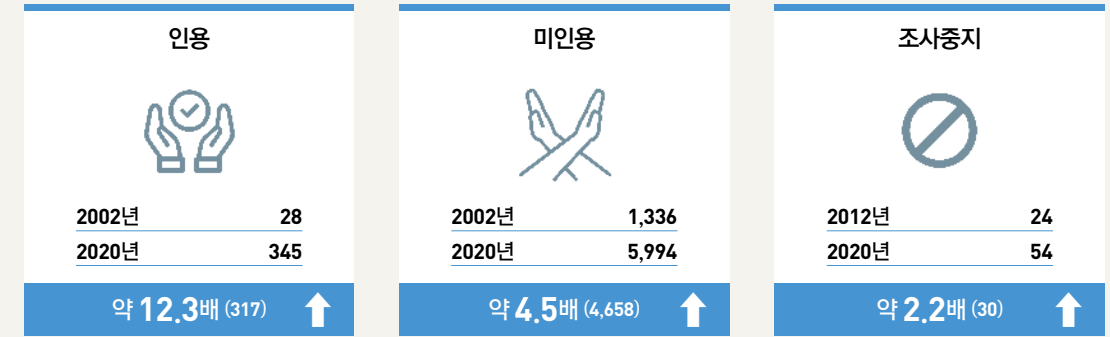 인용
2002년 28
2020년 345
약 12.3배 (317)
미인용
2002년 1,336
2020년 5,994
약 4.5배 (4,658)
조사중지
2012년 24
2020년 54
약 2.2배 (30)